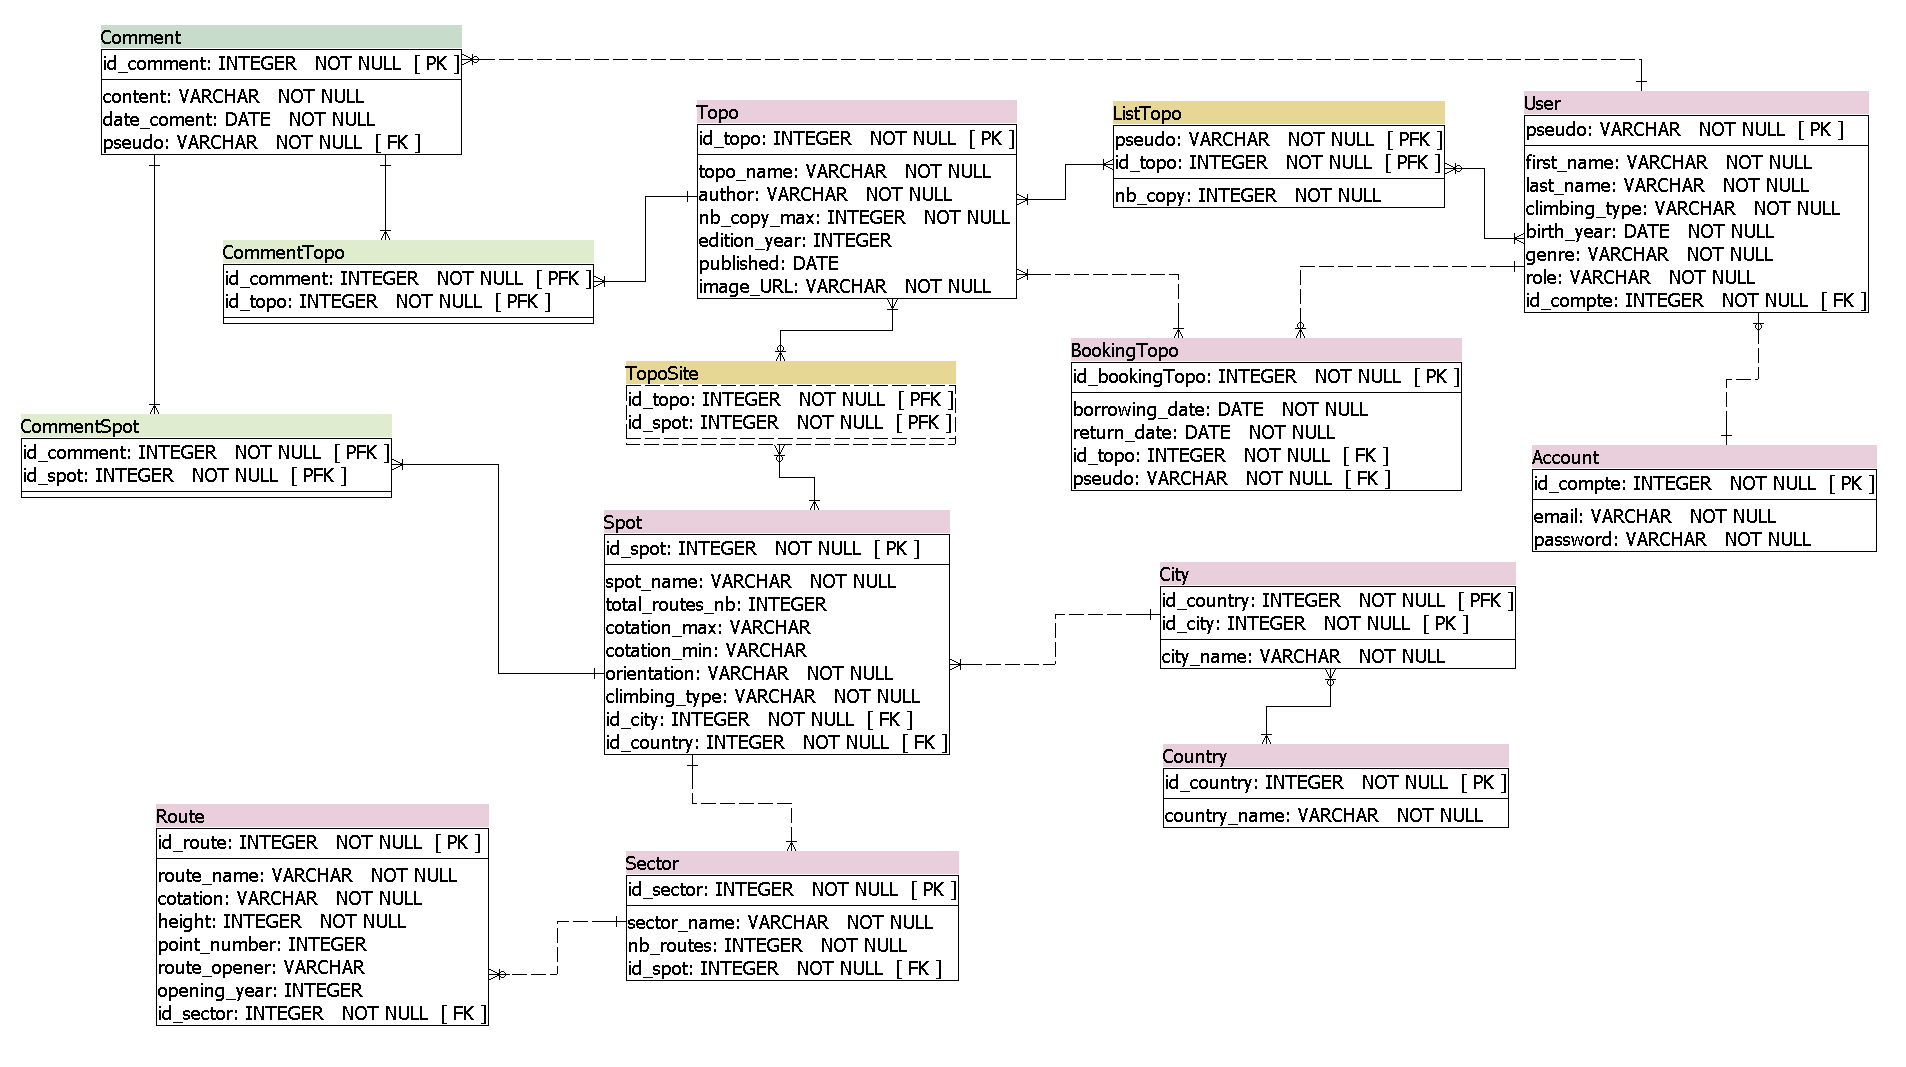 Comment
id_comment: INTEGER NOT NULL [ PK ]
content: VARCHAR NOT NULL
date_coment: DATE NOT NULL
pseudo: VARCHAR NOT NULL [ FK ]
Topo
id_topo: INTEGER NOT NULL [ PK ]
topo_name: VARCHAR NOT NULL
author: VARCHAR NOT NULL
nb_copy_max: INTEGER NOT NULL
edition_year: INTEGER
published: DATE
image_URL: VARCHAR NOT NULL
ListTopo
pseudo: VARCHAR NOT NULL [ PFK ]
id_topo: INTEGER NOT NULL [ PFK ]
nb_copy: INTEGER NOT NULL
User
pseudo: VARCHAR NOT NULL [ PK ]
first_name: VARCHAR NOT NULL
last_name: VARCHAR NOT NULL
climbing_type: VARCHAR NOT NULL
birth_year: DATE NOT NULL
genre: VARCHAR NOT NULL
role: VARCHAR NOT NULL
id_compte: INTEGER NOT NULL [ FK ]
CommentTopo
id_comment: INTEGER NOT NULL [ PFK ]
id_topo: INTEGER NOT NULL [ PFK ]
BookingTopo
id_bookingTopo: INTEGER NOT NULL [ PK ]
borrowing_date: DATE NOT NULL
return_date: DATE NOT NULL
id_topo: INTEGER NOT NULL [ FK ]
pseudo: VARCHAR NOT NULL [ FK ]
TopoSite
id_topo: INTEGER NOT NULL [ PFK ]
id_spot: INTEGER NOT NULL [ PFK ]
CommentSpot
id_comment: INTEGER NOT NULL [ PFK ]
id_spot: INTEGER NOT NULL [ PFK ]
Account
id_compte: INTEGER NOT NULL [ PK ]
email: VARCHAR NOT NULL
password: VARCHAR NOT NULL
Spot
id_spot: INTEGER NOT NULL [ PK ]
spot_name: VARCHAR NOT NULL
total_routes_nb: INTEGER
cotation_max: VARCHAR
cotation_min: VARCHAR
orientation: VARCHAR NOT NULL
climbing_type: VARCHAR NOT NULL
id_city: INTEGER NOT NULL [ FK ]
id_country: INTEGER NOT NULL [ FK ]
City
id_country: INTEGER NOT NULL [ PFK ]
id_city: INTEGER NOT NULL [ PK ]
city_name: VARCHAR NOT NULL
Country
id_country: INTEGER NOT NULL [ PK ]
country_name: VARCHAR NOT NULL
Route
id_route: INTEGER NOT NULL [ PK ]
route_name: VARCHAR NOT NULL
cotation: VARCHAR NOT NULL
height: INTEGER NOT NULL
point_number: INTEGER
route_opener: VARCHAR
opening_year: INTEGER
id_sector: INTEGER NOT NULL [ FK ]
Sector
id_sector: INTEGER NOT NULL [ PK ]
sector_name: VARCHAR NOT NULL
nb_routes: INTEGER NOT NULL
id_spot: INTEGER NOT NULL [ FK ]